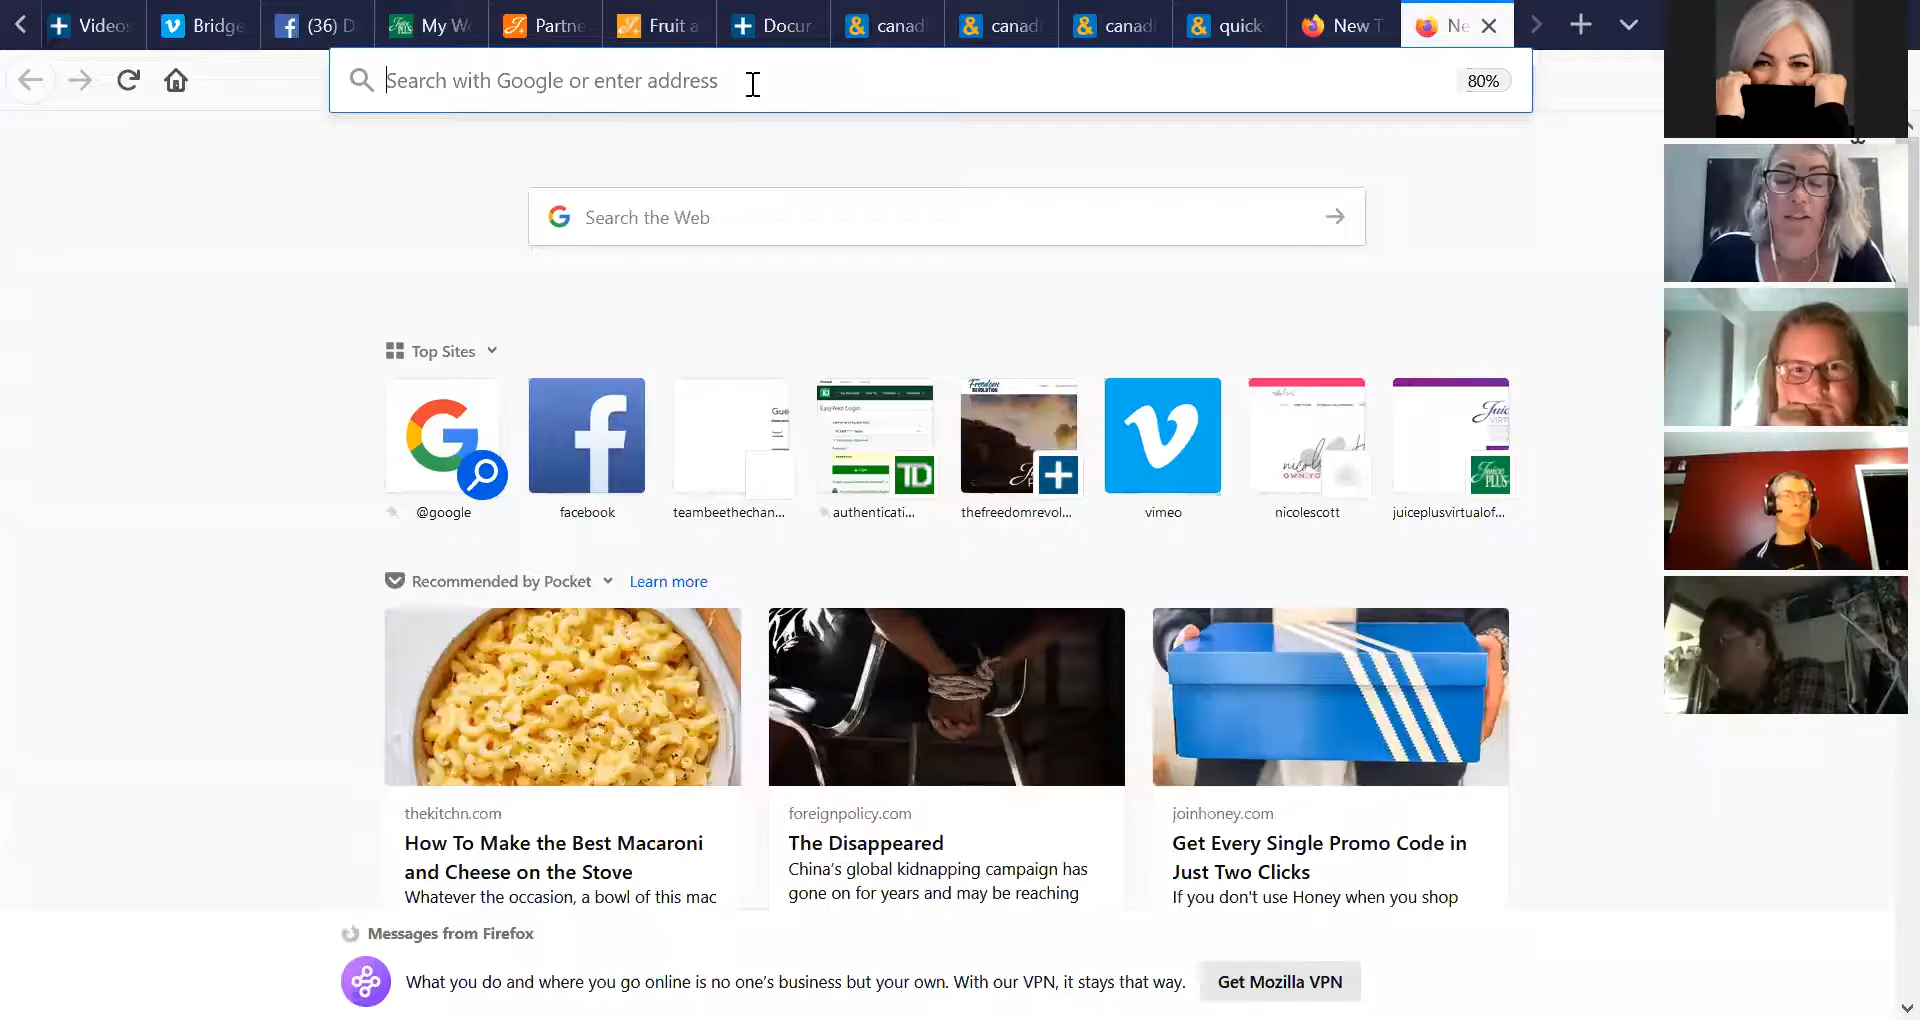 Videos
Bridge
(36)
My W
Partne
Fruit a
Docur
canad
canad
canad
quick
New T
Ne
Search with Google or enter address
80%
Search the Web
Top Sites
@google
facebook
teambeethechan...
authenticati...
thefreedomrevol...
vimeo
nicolescott
juiceplusvirtualof...
Recommended by Pocket
Learn more
thekitchn.com
How To Make the Best Macaroni
and Cheese on the Stove
Whatever the occasion, a bowl of this mac
foreignpolicy.com
The Disappeared
China's global kidnapping campaign has
gone on for years and may be reaching
joinhoney.com
Get Every Single Promo Code in
Just Two Clicks
If you don't use Honey when you shop
Messages from Firefox
What you do and where you go online is no one's business but your own. With our VPN, it stays that way.
Get Mozilla VPN